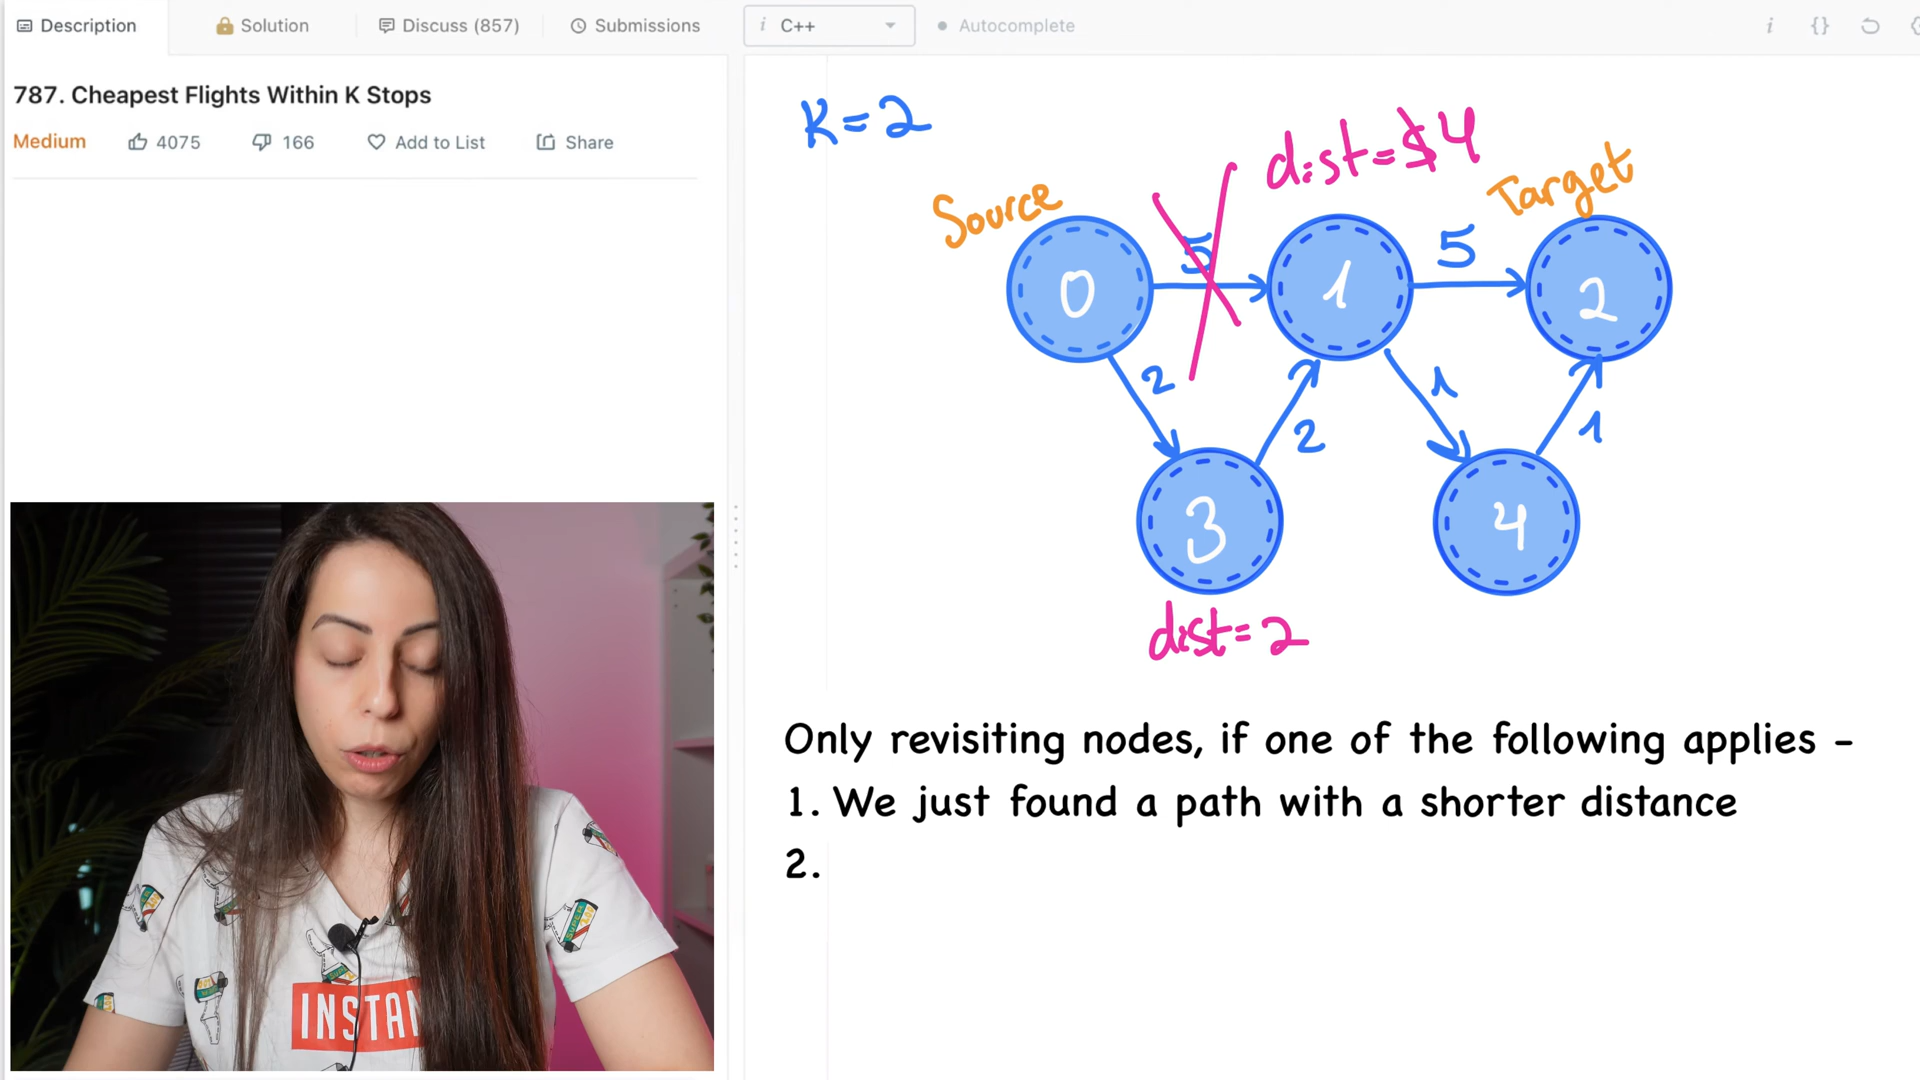 Description
Solution
Discuss (857)
Submissions
i C++
Autocomplete
i {}
787. Cheapest Flights Within K Stops
Medium
4075
166
Add to List
Share
K=2
dist=$4
Source
Target
5
5
0
1
2
2
2
1
1
3
4
dist=2
Only revisiting nodes, if one of the following applies -
1. We just found a path with a shorter distance
2.
INSTAN